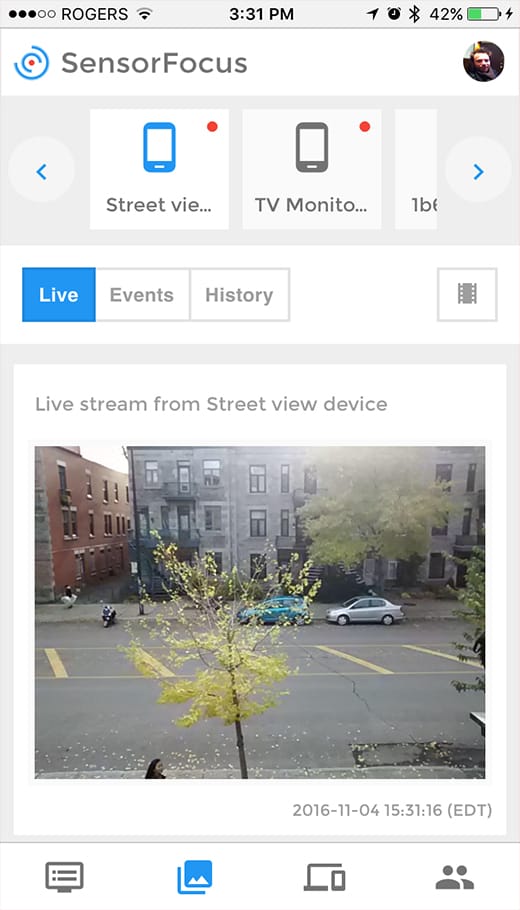 ROGERS 3:31 PM 42%
SensorFocus
Street vie... TV Monito... 1b6
Live Events History
Live stream from Street view device
2016-11-04 15:31:16 (EDT)